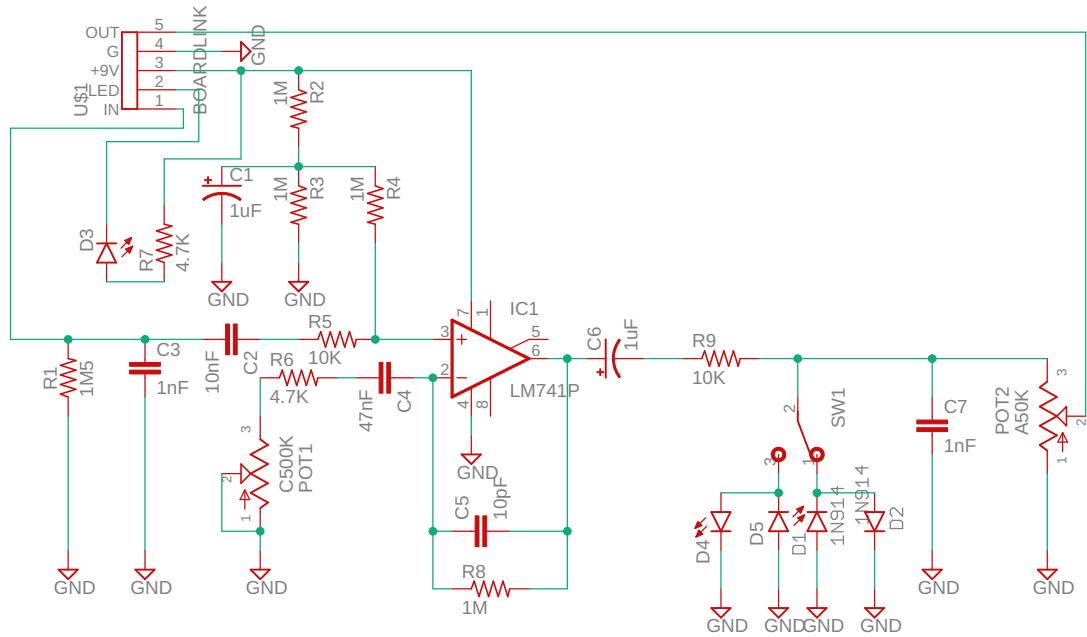 OUT
5
G
4
+9V
3
LED
2
IN
1
U$1
BOARDLINK
GND
1M
R2
C1
1uF
1M
R3
1M
R4
D3
R7
4.7K
GND
GND
R1
1M5
C3
1nF
10nF
C2
R5
10K
R6
4.7K
47nF
C4
3
2
7
1
IC1
5
6
LM741P
4
8
GND
C6
1uF
R9
10K
2
SW1
3
1
C7
1nF
POT2
A50K
3
2
1
3
2
1
C500K
POT1
C5
10pF
R8
1M
D4
D5
D1
1N914
1N914
D2
GND
GND
GND
GND
GND
GND
GND
GND
GND